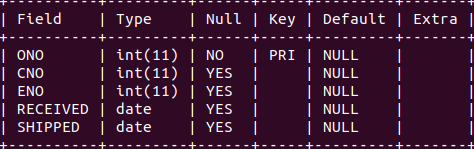 +----------+---------+------+-----+---------+-------+
| Field    | Type    | Null | Key | Default | Extra |
+----------+---------+------+-----+---------+-------+
| ONO      | int(11) | NO   | PRI | NULL    |       |
| CNO      | int(11) | YES  |     | NULL    |       |
| ENO      | int(11) | YES  |     | NULL    |       |
| RECEIVED | date    | YES  |     | NULL    |       |
| SHIPPED  | date    | YES  |     | NULL    |       |
+----------+---------+------+-----+---------+-------+